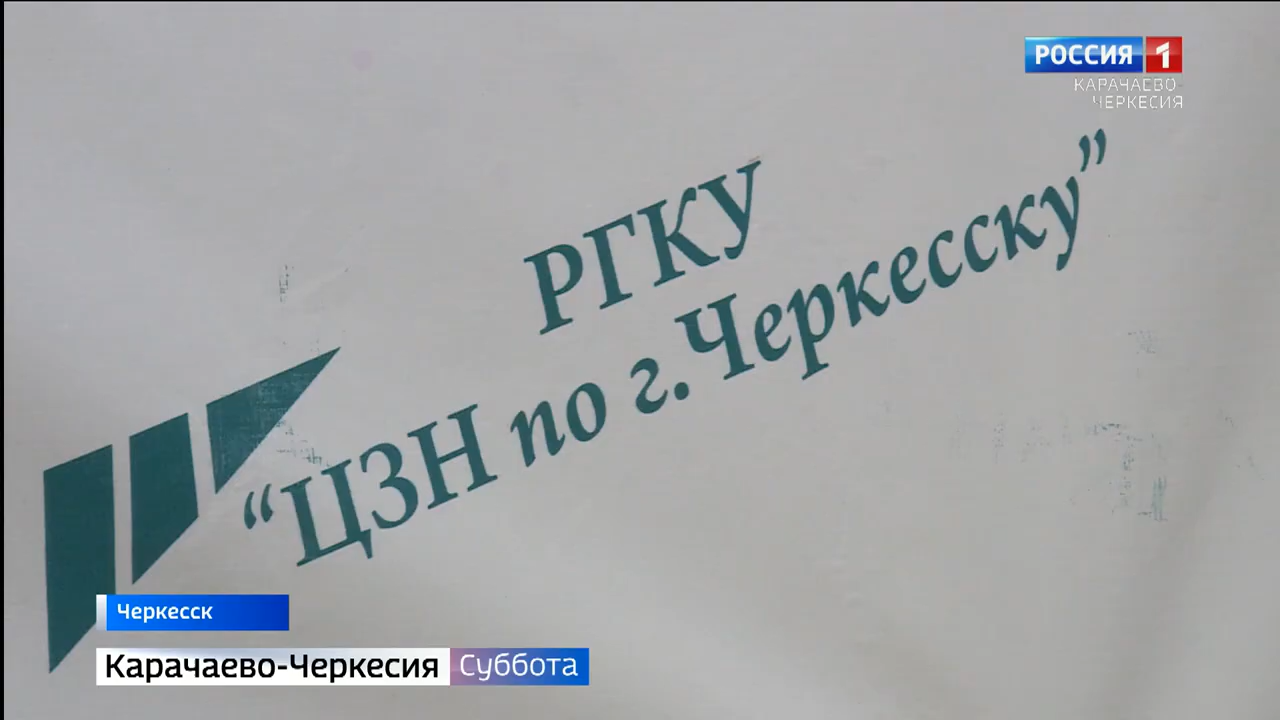 РОССИЯ 1
КАРАЧАЕВО-
ЧЕРКЕСИЯ
РГКУ
“ЦЗН по г. Черкесску”
Черкесск
Карачаево-Черкесия Суббота